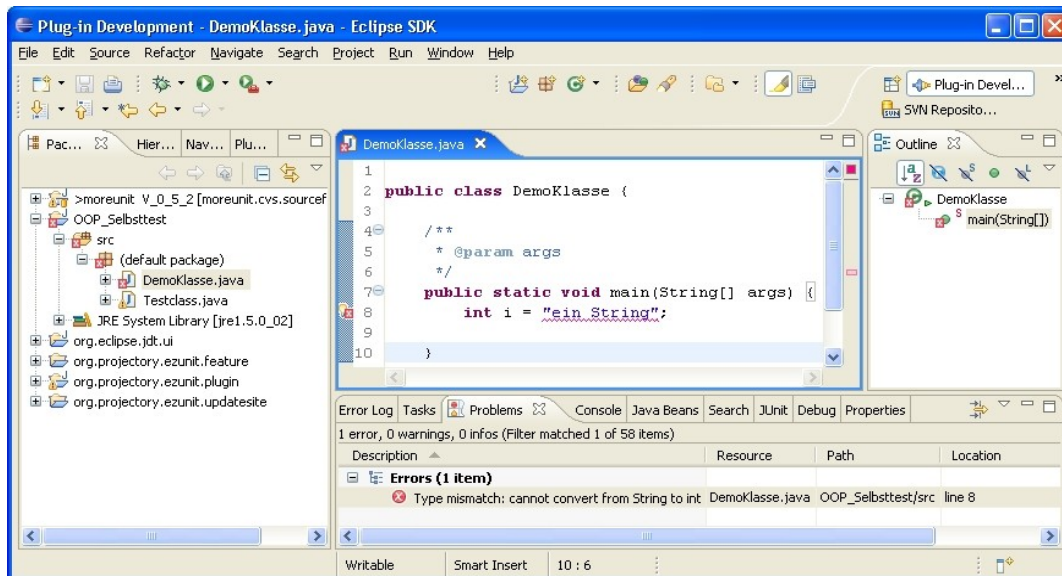 Plug-in Development - DemoKlasse.java - Eclipse SDK
File Edit Source Refactor Navigate Search Project Run Window Help
Plug-in Devel...
SVN Reposito...
Pac... Hier... Nav... Plu...
>moreunit V_0_5_2 [moreunit.cvs.sourcef
OOP_Selbsttest
src
(default package)
DemoKlasse.java
Testclass.java
JRE System Library [jre1.5.0_02]
org.eclipse.jdt.ui
org.projectory.ezunit.feature
org.projectory.ezunit.plugin
org.projectory.ezunit.updatesite
DemoKlasse.java
1
2 public class DemoKlasse {
3
4 /**
5 * @param args
6 */
7 public static void main(String[] args) {
8 int i = "ein String";
9
10 }
Outline
DemoKlasse
main(String[])
Error Log Tasks Problems Console Java Beans Search JUnit Debug Properties
1 error, 0 warnings, 0 infos (Filter matched 1 of 58 items)
Description Resource Path Location
Errors (1 item)
Type mismatch: cannot convert from String to int DemoKlasse.java OOP_Selbsttest/src line 8
Writable Smart Insert 10 : 6